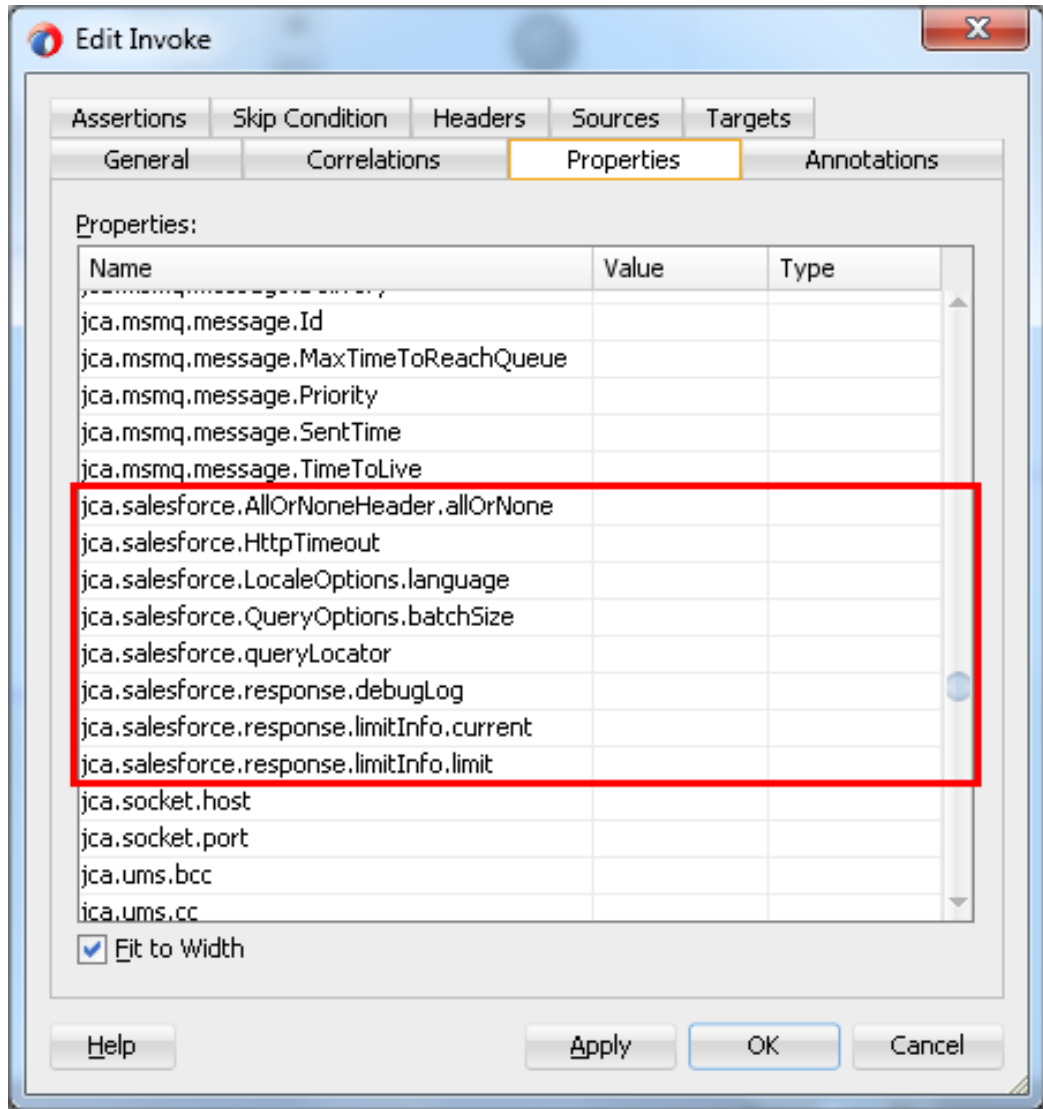 Edit Invoke
Assertions Skip Condition Headers Sources Targets
General Correlations Properties Annotations
Properties:
Name Value Type
jca.msmq.message.Id
jca.msmq.message.MaxTimeToReachQueue
jca.msmq.message.Priority
jca.msmq.message.SentTime
jca.msmq.message.TimeToLive
jca.salesforce.AllOrNoneHeader.allOrNone
jca.salesforce.HttpTimeout
jca.salesforce.LocaleOptions.language
jca.salesforce.QueryOptions.batchSize
jca.salesforce.queryLocator
jca.salesforce.response.debugLog
jca.salesforce.response.limitInfo.current
jca.salesforce.response.limitInfo.limit
jca.socket.host
jca.socket.port
jca.ums.bcc
jca.ums.cc
Fit to Width
Help Apply OK Cancel